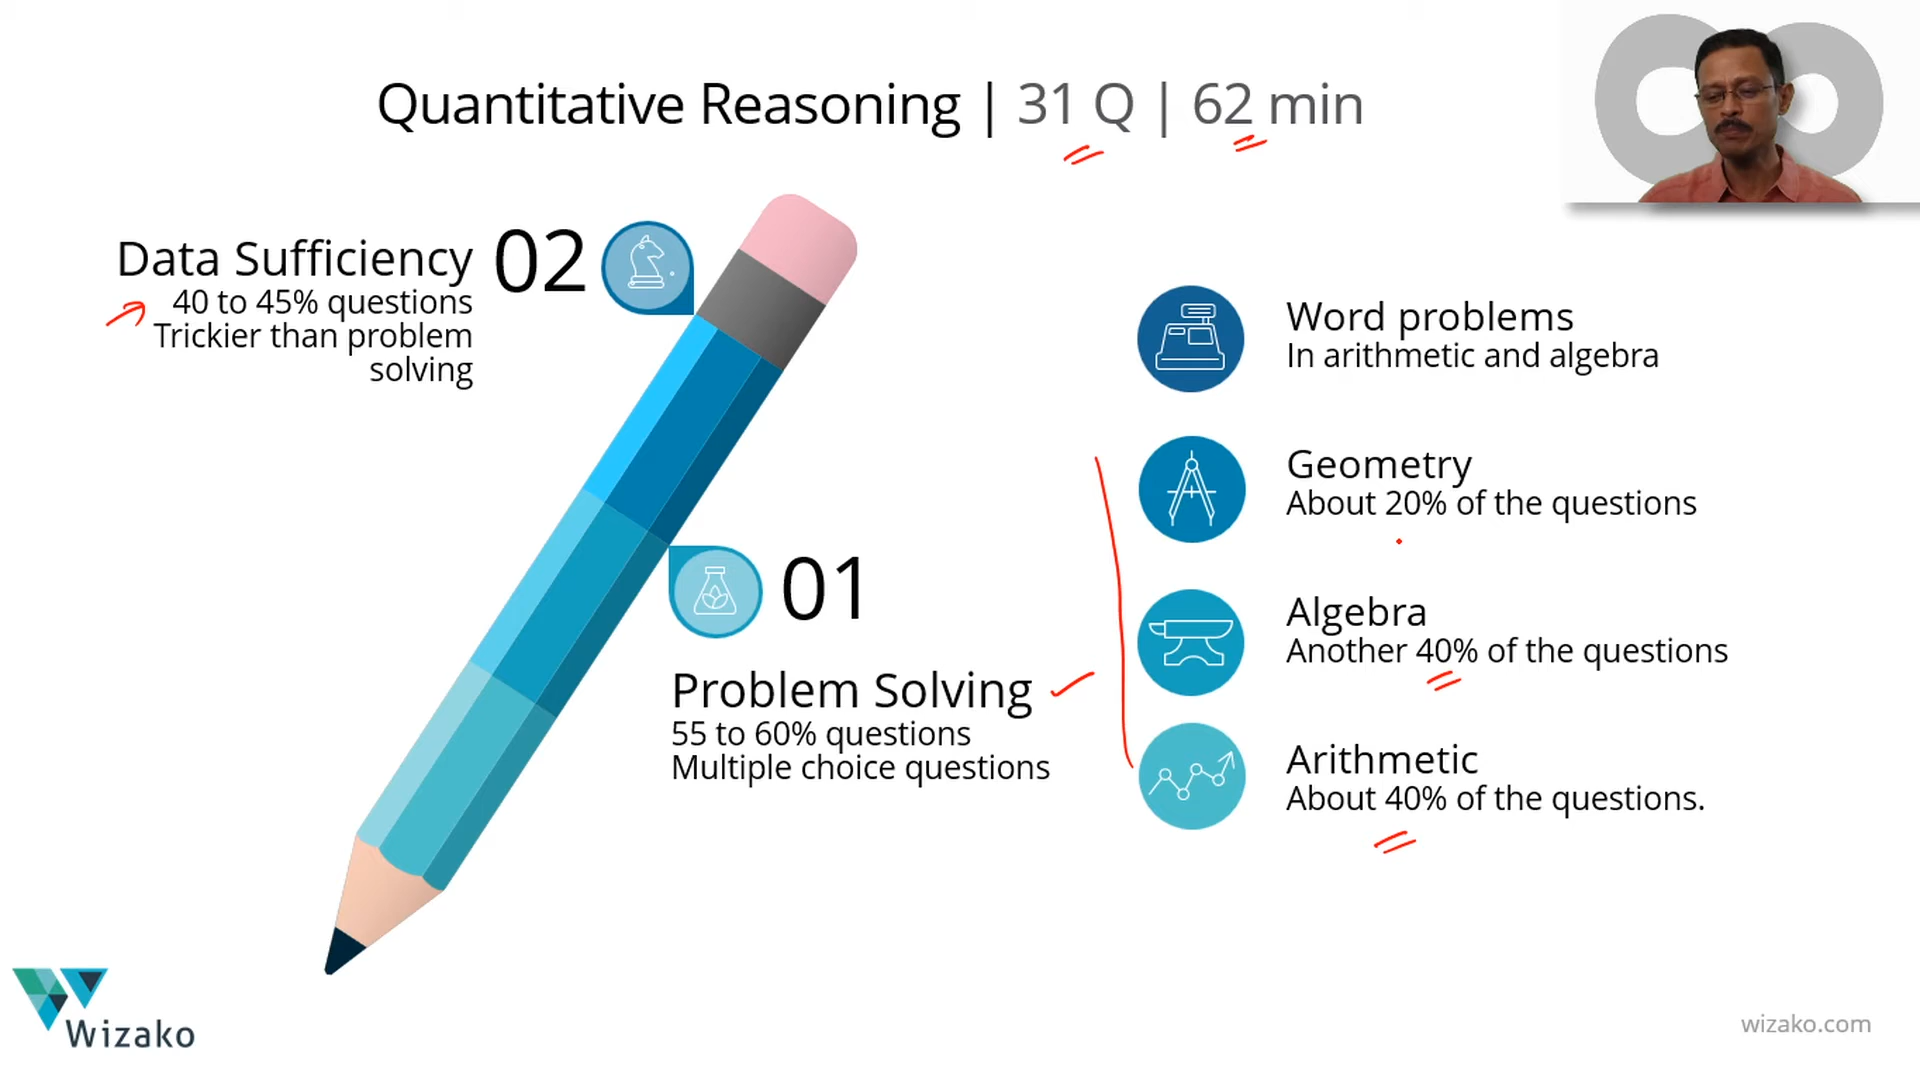 Quantitative Reasoning | 31 Q | 62 min
Data Sufficiency
40 to 45% questions
Trickier than problem
solving
02
01
Problem Solving
55 to 60% questions
Multiple choice questions
Word problems
In arithmetic and algebra
Geometry
About 20% of the questions
Algebra
Another 40% of the questions
Arithmetic
About 40% of the questions.
Wizako
wizako.com